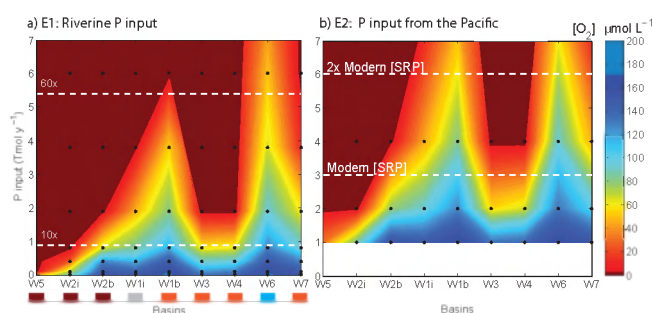 a) E1: Riverine P input
b) E2: P input from the Pacific
[O₂] μmol L⁻¹
P input (Tmol y⁻¹)
7
6
5
4
3
2
1
0
60x
10x
W5 W2i W2b W1i W1b W3 W4 W6 W7
Basins
7
6
5
4
3
2
1
0
2x Modern [SRP]
Modern [SRP]
W5 W2i W2b W1i W1b W3 W4 W6 W7
Basins
200
180
160
140
120
100
80
60
40
20
0